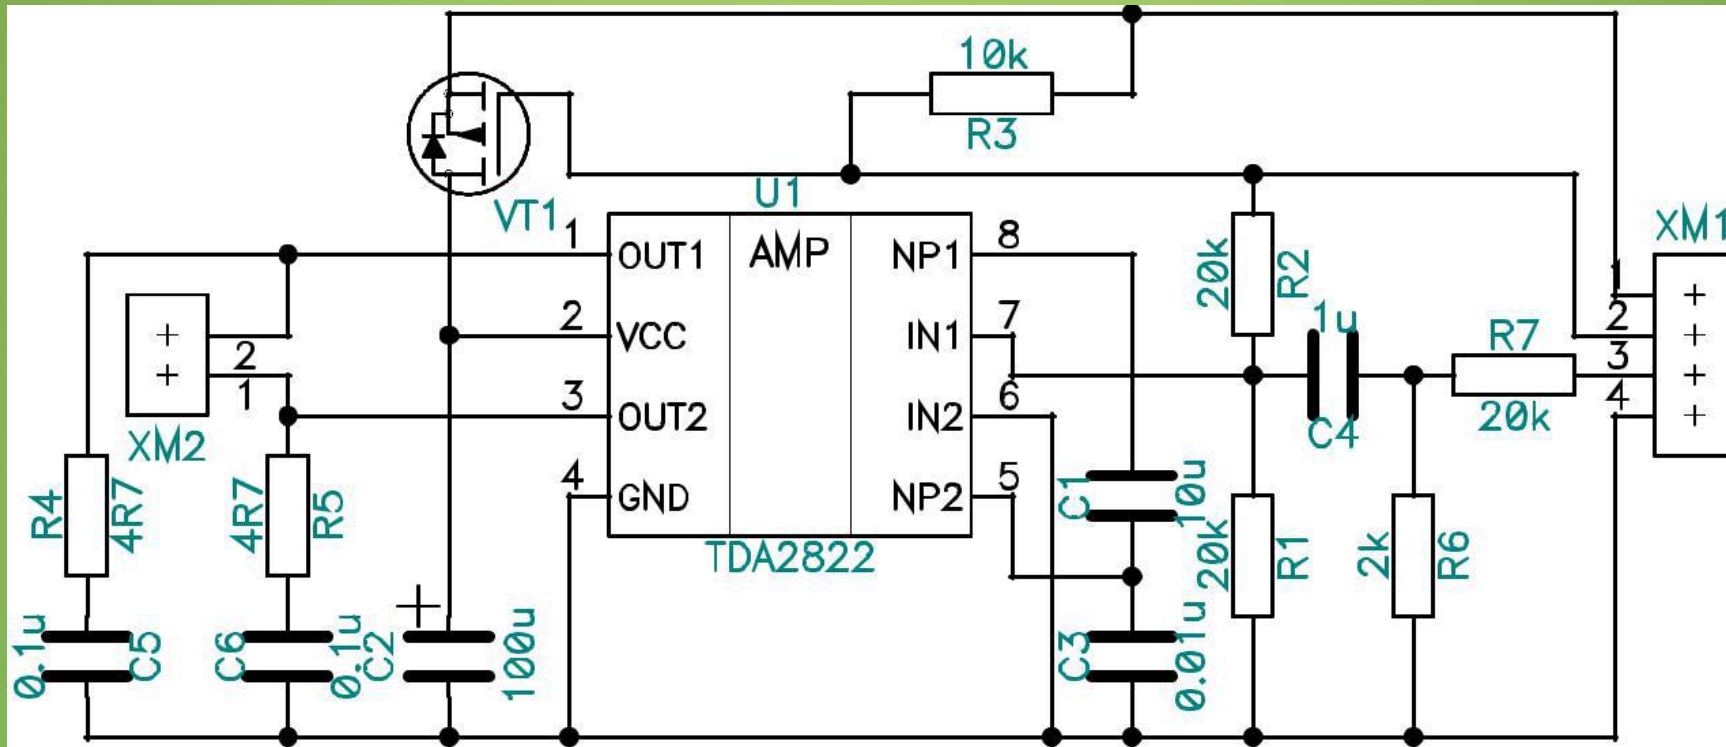 10k
R3
VT1
U1
XM1
1
OUT1
AMP
NP1
8
20k
R2
1
2
VCC
IN1
7
1u
R7
2
3
4
2
1
XM2
3
OUT2
IN2
6
C4
20k
R4
4R7
4R7
R5
4
GND
NP2
5
C1
10u
TDA2822
20k
R1
2k
R6
0.1u
C5
C6
0.1u
C2
+
100u
C3
0.01u
+
+
+
+
+
+